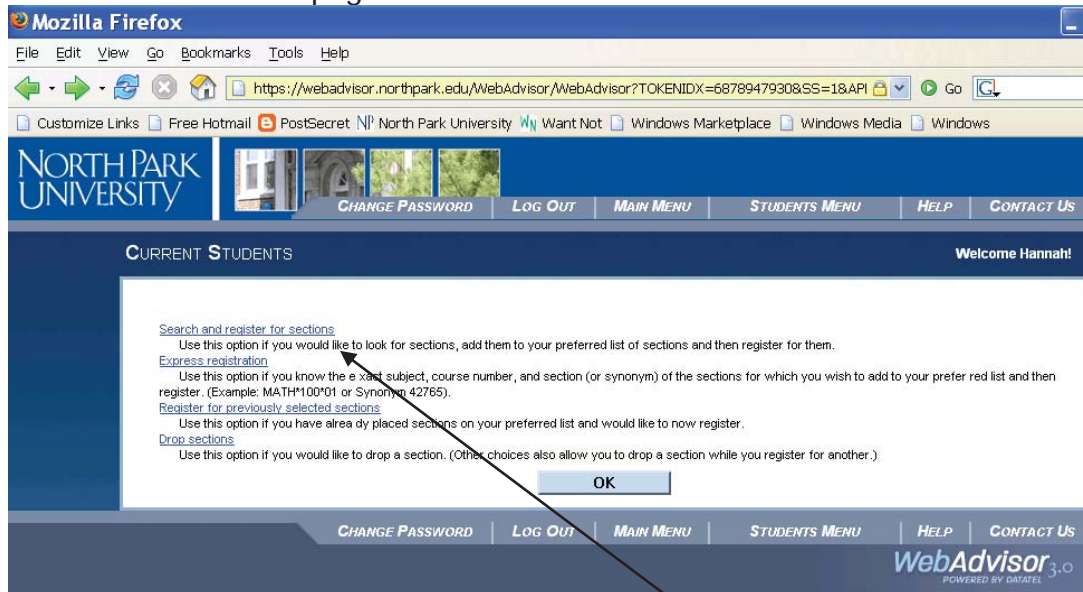 Mozilla Firefox
File Edit View Go Bookmarks Tools Help
https://webadvisor.northpark.edu/WebAdvisor/WebAdvisor?TOKENIDX=6878947930&SS=1&API Go G
Customize Links Free Hotmail PostSecret NP North Park University WN Want Not Windows Marketplace Windows Media Windows
NORTH PARK
UNIVERSITY
CHANGE PASSWORD LOG OUT MAIN MENU STUDENTS MENU HELP CONTACT US
CURRENT STUDENTS Welcome Hannah!
Search and register for sections
Use this option if you would like to look for sections, add them to your preferred list of sections and then register for them.
Express registration
Use this option if you know the e xact subject, course number, and section (or synonym) of the sections for which you wish to add to your prefer red list and then
register. (Example: MATH*100*01 or Synonym 42765).
Register for previously selected sections
Use this option if you have alrea dy placed sections on your preferred list and would like to now register.
Drop sections
Use this option if you would like to drop a section. (Other choices also allow you to drop a section while you register for another.)
OK
CHANGE PASSWORD LOG OUT MAIN MENU STUDENTS MENU HELP CONTACT US
WebAdvisor 3.0
POWERED BY DATATEL